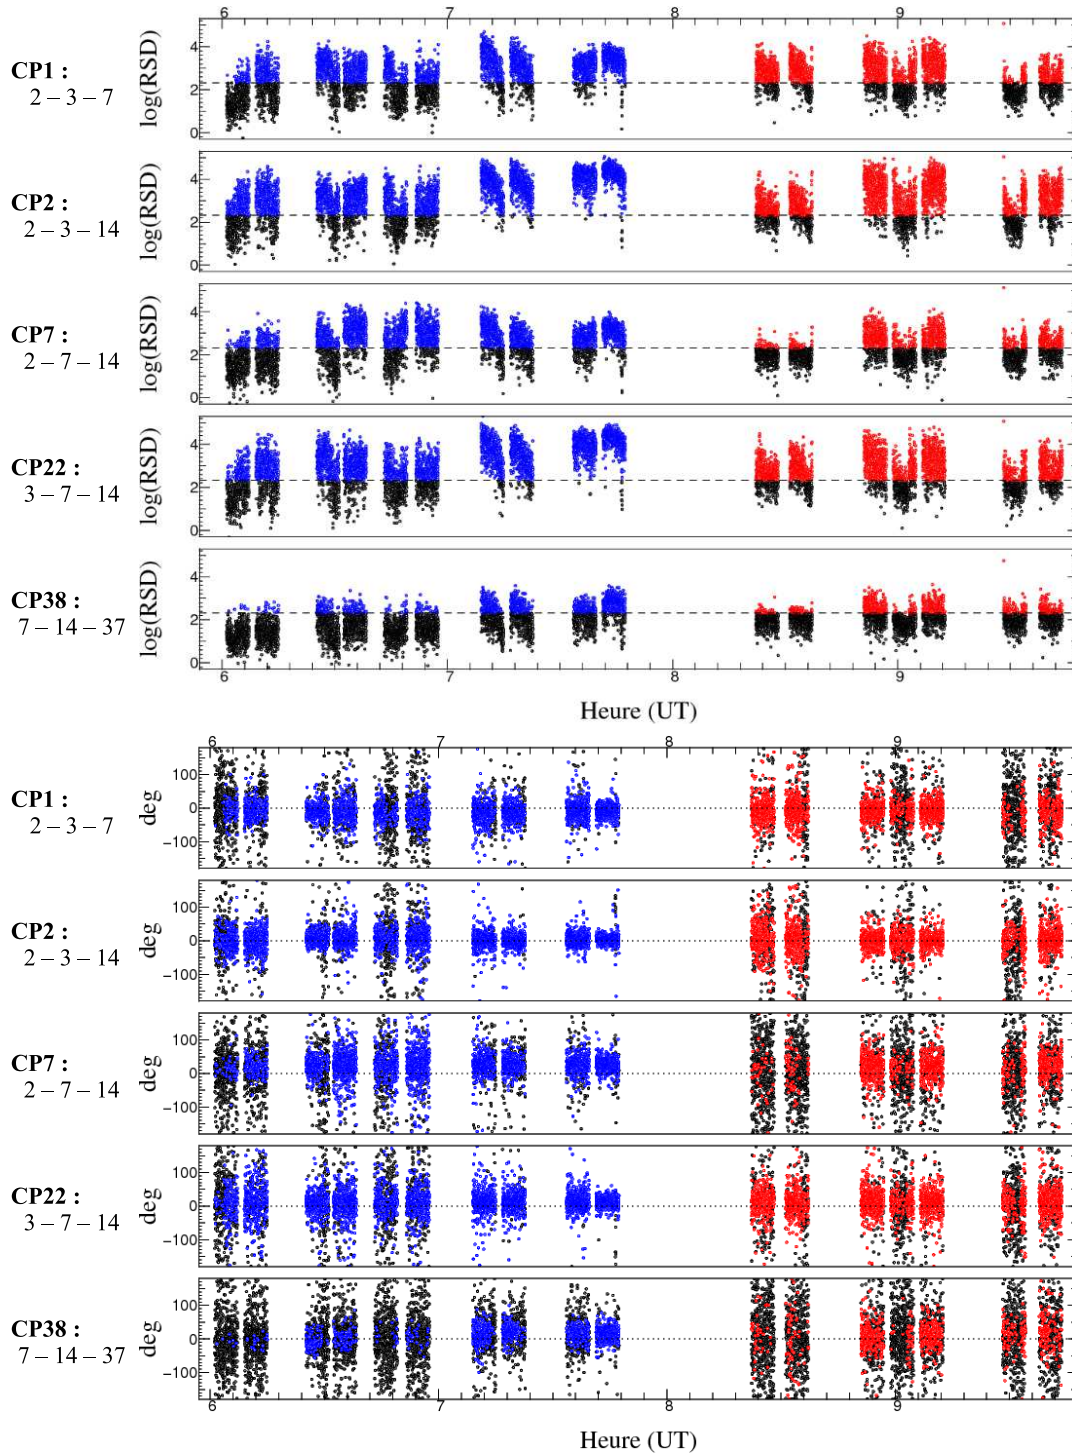 6 7 8 9
CP1 :
2 – 3 – 7
log(RSD)
4
2
0
CP2 :
2 – 3 – 14
log(RSD)
4
2
0
CP7 :
2 – 7 – 14
log(RSD)
4
2
0
CP22 :
3 – 7 – 14
log(RSD)
4
2
0
CP38 :
7 – 14 – 37
log(RSD)
4
2
0
6 7 8 9
Heure (UT)
6 7 8 9
CP1 :
2 – 3 – 7
deg
100
0
−100
CP2 :
2 – 3 – 14
deg
100
0
−100
CP7 :
2 – 7 – 14
deg
100
0
−100
CP22 :
3 – 7 – 14
deg
100
0
−100
CP38 :
7 – 14 – 37
deg
100
0
−100
6 7 8 9
Heure (UT)